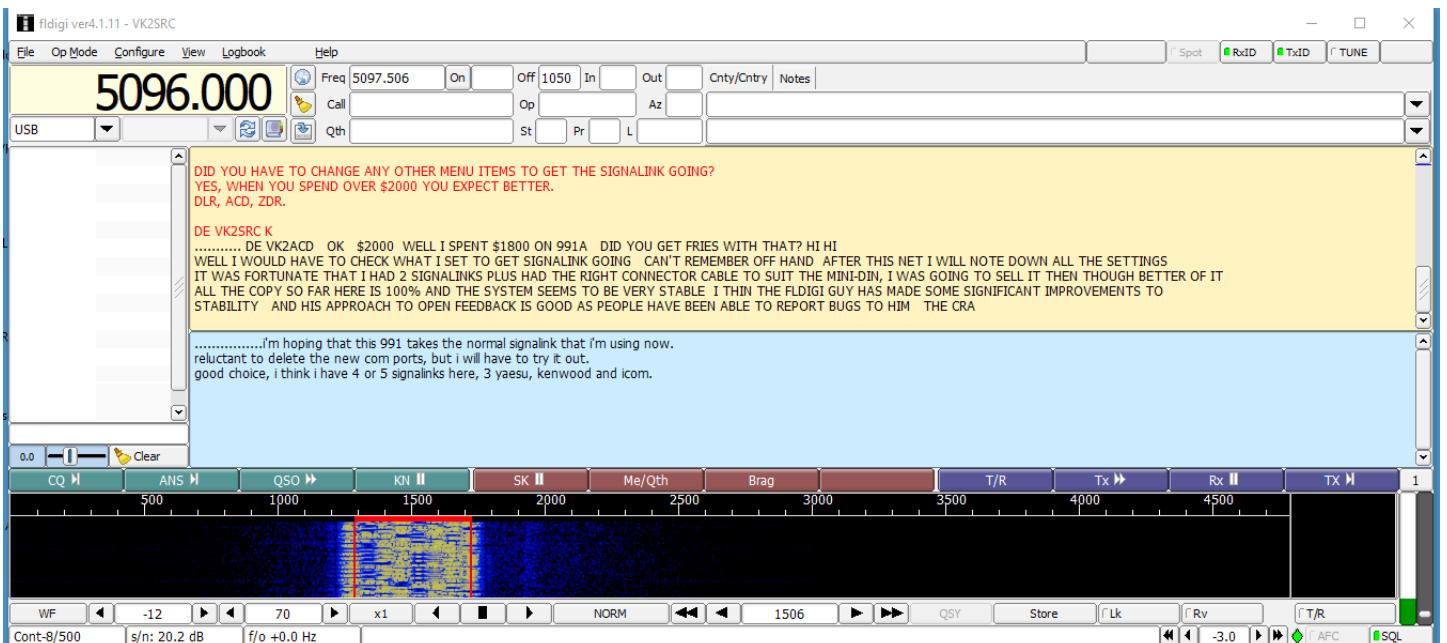 fldigi ver4.1.11 - VK2SRC
File Op Mode Configure View Logbook Help
Spot RxID TxID TUNE
5096.000
Freq 5097.506 On Off 1050 In Out Cnty/Cntry Notes
Call Op Az
USB
Qth St Pr L
DID YOU HAVE TO CHANGE ANY OTHER MENU ITEMS TO GET THE SIGNALINK GOING?
YES, WHEN YOU SPEND OVER $2000 YOU EXPECT BETTER.
DLR, ACD, ZDR.
DE VK2SRC K
........... DE VK2ACD OK $2000 WELL I SPENT $1800 ON 991A DID YOU GET FRIES WITH THAT? HI HI
WELL I WOULD HAVE TO CHECK WHAT I SET TO GET SIGNALINK GOING CAN'T REMEMBER OFF HAND AFTER THIS NET I WILL NOTE DOWN ALL THE SETTINGS
IT WAS FORTUNATE THAT I HAD 2 SIGNALINKS PLUS HAD THE RIGHT CONNECTOR CABLE TO SUIT THE MINI-DIN, I WAS GOING TO SELL IT THEN THOUGH BETTER OF IT
ALL THE COPY SO FAR HERE IS 100% AND THE SYSTEM SEEMS TO BE VERY STABLE I THIN THE FLDIGI GUY HAS MADE SOME SIGNIFICANT IMPROVEMENTS TO
STABILITY AND HIS APPROACH TO OPEN FEEDBACK IS GOOD AS PEOPLE HAVE BEEN ABLE TO REPORT BUGS TO HIM THE CRA
................i'm hoping that this 991 takes the normal signalink that i'm using now.
reluctant to delete the new com ports, but i will have to try it out.
good choice, i think i have 4 or 5 signalinks here, 3 yaesu, kenwood and icom.
0.0 Clear
CQ ANS QSO KN SK Me/Qth Brag T/R Tx Rx TX 1
500 1000 1500 2000 2500 3000 3500 4000 4500
WF -12 70 x1 NORM 1506 QSY Store Lk Rv T/R
Cont-8/500 s/n: 20.2 dB f/o +0.0 Hz -3.0 AFC SQL